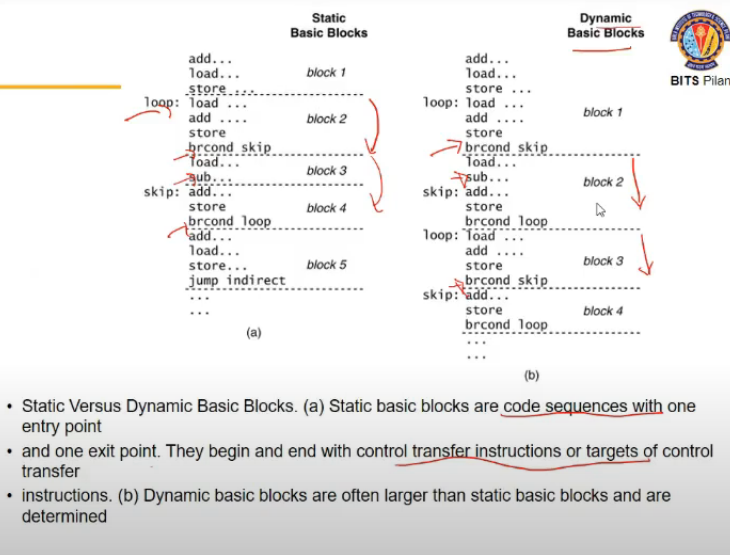 Static
Basic Blocks
add...
load... block 1
store ...
loop: load ...
add .... block 2
store
brcond skip
load...
sub... block 3
skip: add...
store block 4
brcond loop
add...
load...
store... block 5
jump indirect
...
...
(a)
Dynamic
Basic Blocks
add...
load...
store ...
loop: load ...
add .... block 1
store
brcond skip
load...
sub...
skip: add... block 2
store
brcond loop
loop: load ...
add ....
store block 3
brcond skip
skip: add...
store block 4
brcond loop
...
...
(b)
BITS Pilan
• Static Versus Dynamic Basic Blocks. (a) Static basic blocks are code sequences with one
entry point
• and one exit point. They begin and end with control transfer instructions or targets of control
transfer
• instructions. (b) Dynamic basic blocks are often larger than static basic blocks and are
determined